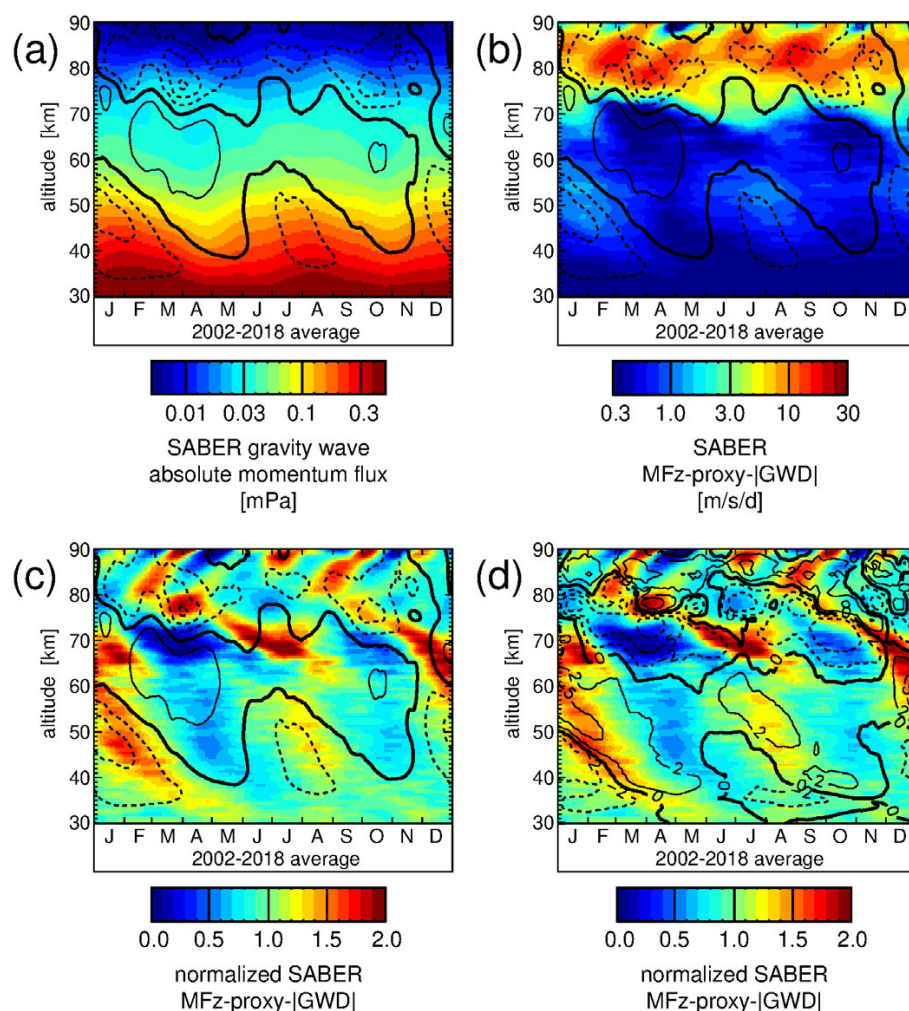 (a)
altitude [km]
90
80
70
60
50
40
30
J F M A M J J A S O N D
2002-2018 average
0.01 0.03 0.1 0.3
SABER gravity wave
absolute momentum flux
[mPa]
(b)
altitude [km]
90
80
70
60
50
40
30
J F M A M J J A S O N D
2002-2018 average
0.3 1.0 3.0 10 30
SABER
MFz-proxy-|GWD|
[m/s/d]
(c)
altitude [km]
90
80
70
60
50
40
30
J F M A M J J A S O N D
2002-2018 average
0.0 0.5 1.0 1.5 2.0
normalized SABER
MFz-proxy-|GWD|
(d)
altitude [km]
90
80
70
60
50
40
30
J F M A M J J A S O N D
2002-2018 average
0.0 0.5 1.0 1.5 2.0
normalized SABER
MFz-proxy-|GWD|